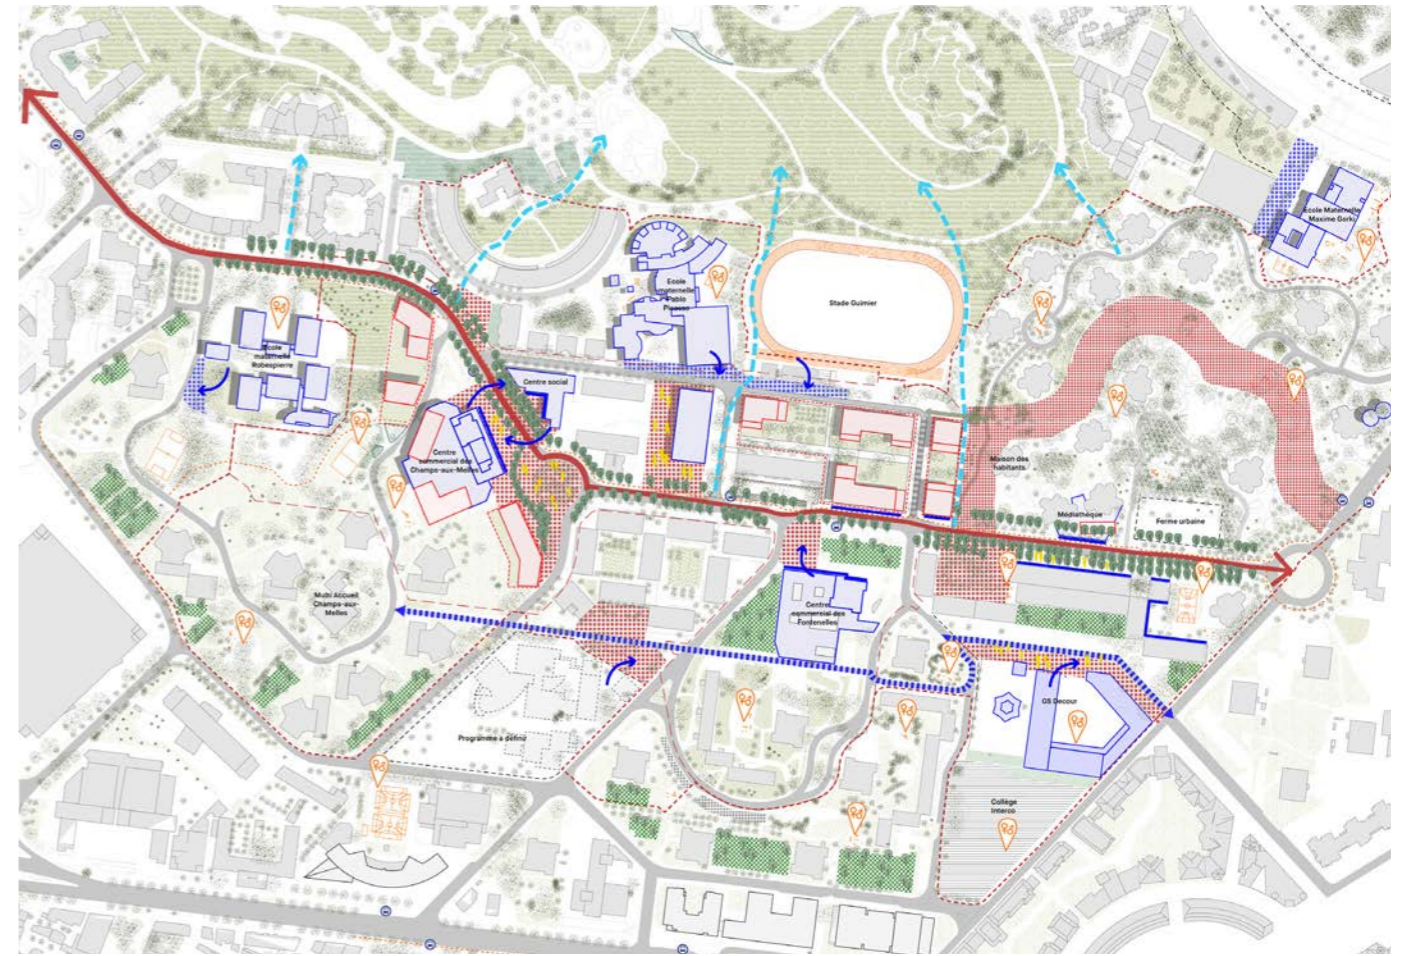 Ecole Maternelle
Maxime Gorki
Ecole
maternelle
Pablo
Picasso
Stade Guimier
Ecole
maternelle
Robespierre
Centre social
Centre
commercial des
Champs-aux-Melles
Maison des
habitants
Médiathèque
Ferme urbaine
Multi Accueil
Champs-aux-
Melles
Centre
commercial des
Fontenelles
GS Decour
Programme à définir
Collège
Interco